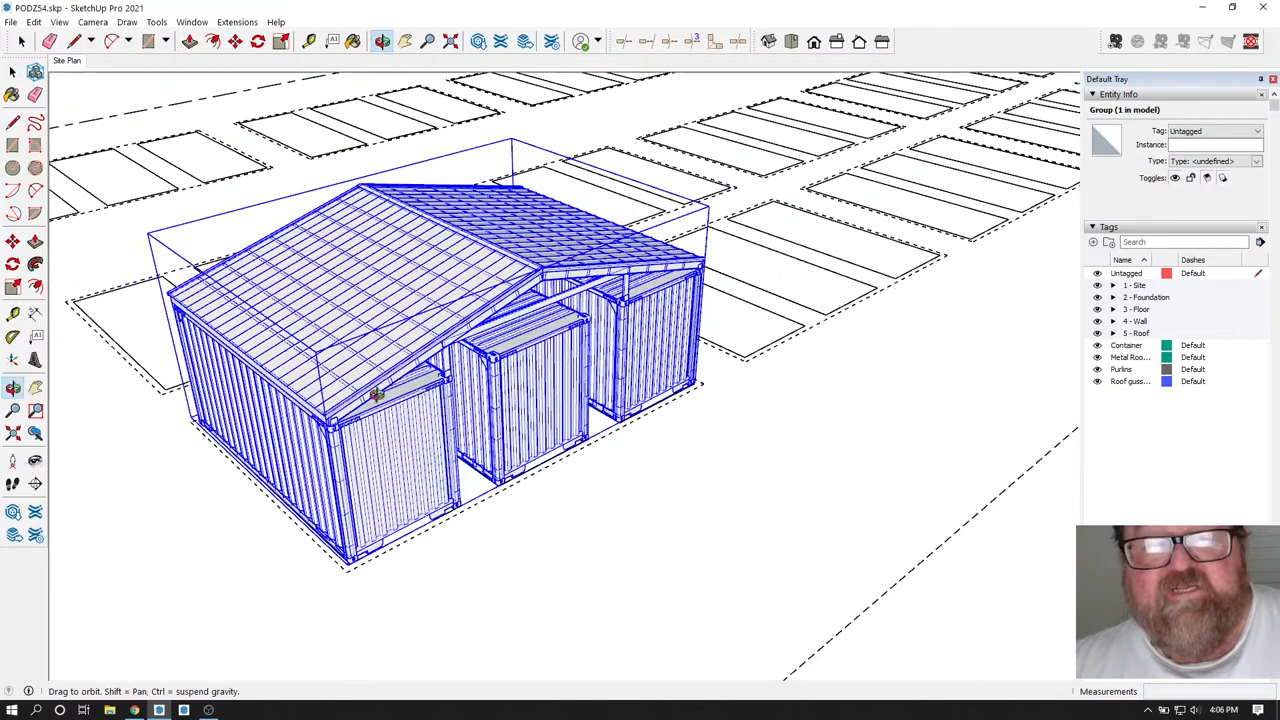 PODZ54.skp - SketchUp Pro 2021
File Edit View Camera Draw Tools Window Extensions Help
Site Plan
Default Tray
Entity Info
Group (1 in model)
Tag: Untagged
Instance:
Type: Type: <undefined>
Toggles:
Tags
Search
Name Dashes
Untagged Default
1 - Site
2 - Foundation
3 - Floor
4 - Wall
5 - Roof
Container Default
Metal Roo... Default
Purlins Default
Roof guss... Default
Drag to orbit. Shift = Pan, Ctrl = suspend gravity.
Measurements
4:06 PM